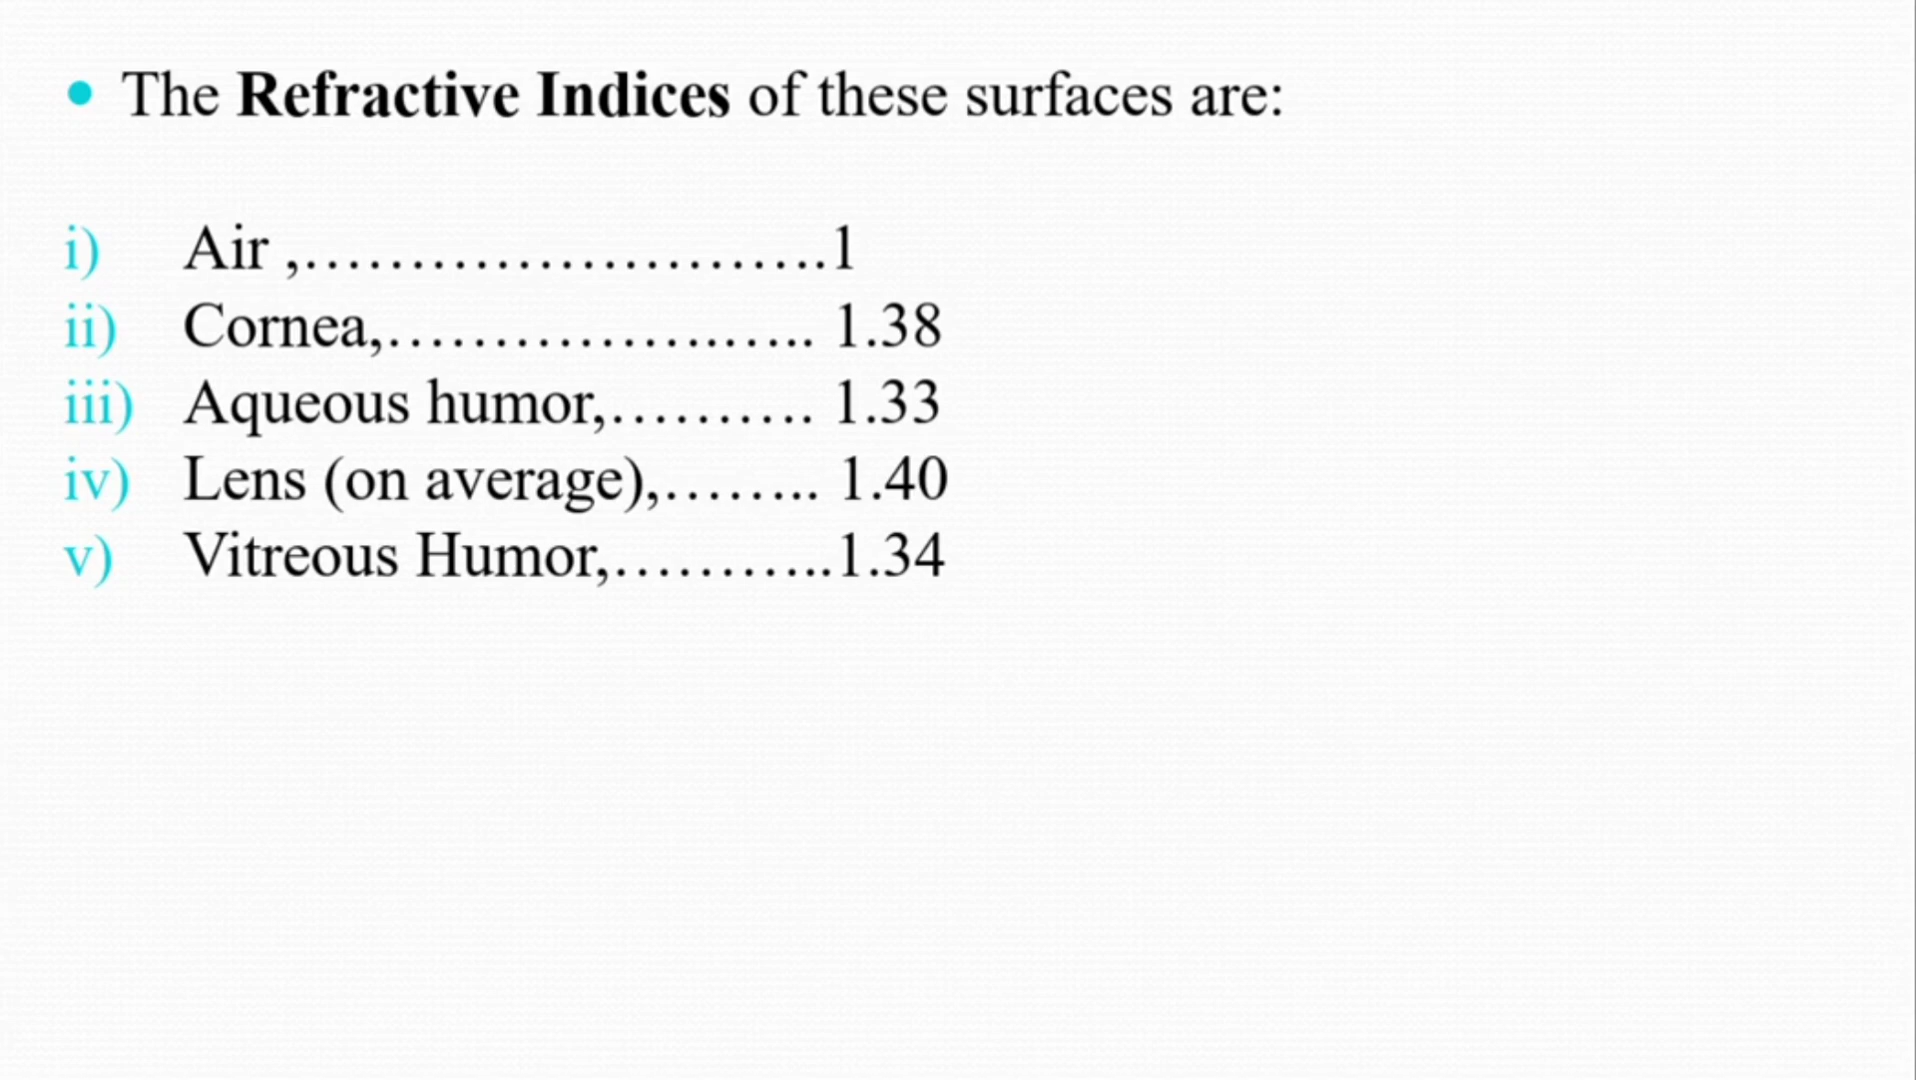 • The Refractive Indices of these surfaces are:
i) Air ,……………………….1
ii) Cornea,…………….….. 1.38
iii) Aqueous humor,………. 1.33
iv) Lens (on average),…….. 1.40
v) Vitreous Humor,………..1.34